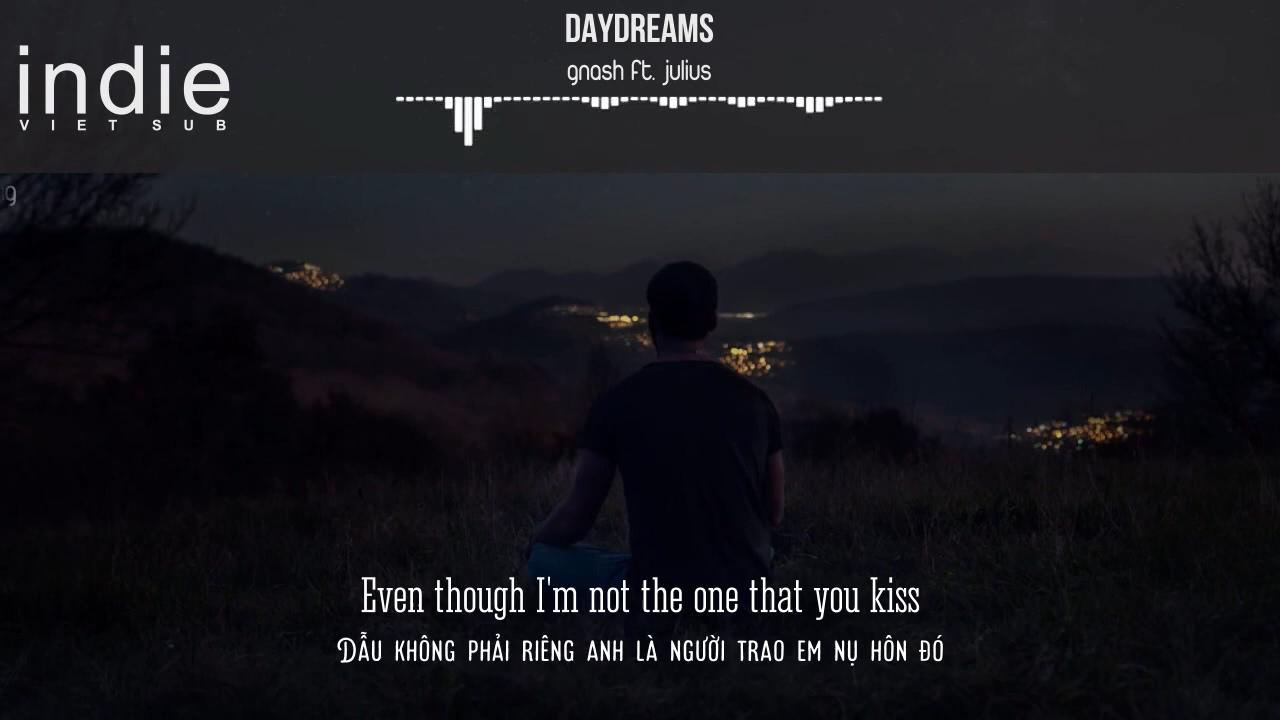 DAYDREAMS
gnash ft. julius
indie
VIET SUB
g
Even though I'm not the one that you kiss
DẪU KHÔNG PHẢI RIÊNG ANH LÀ NGƯỜI TRAO EM NỤ HÔN ĐÓ